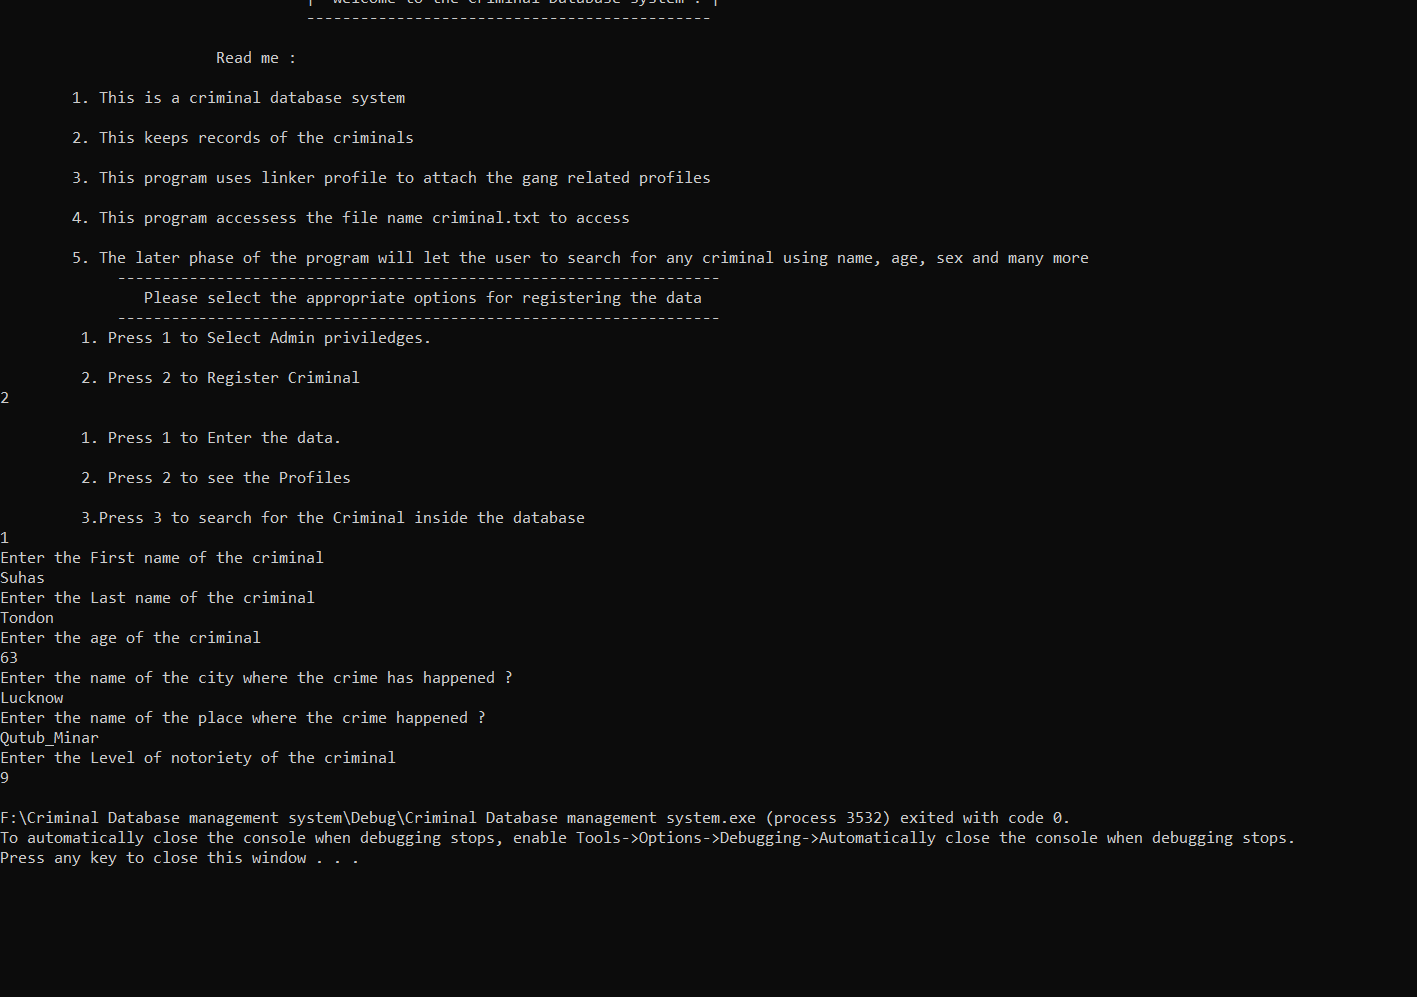 | welcome to the Criminal Database system . |
---------------------------------------------
Read me :
1. This is a criminal database system
2. This keeps records of the criminals
3. This program uses linker profile to attach the gang related profiles
4. This program accessess the file name criminal.txt to access
5. The later phase of the program will let the user to search for any criminal using name, age, sex and many more
-------------------------------------------------------------------
Please select the appropriate options for registering the data
-------------------------------------------------------------------
1. Press 1 to Select Admin priviledges.
2. Press 2 to Register Criminal
2
1. Press 1 to Enter the data.
2. Press 2 to see the Profiles
3.Press 3 to search for the Criminal inside the database
1
Enter the First name of the criminal
Suhas
Enter the Last name of the criminal
Tondon
Enter the age of the criminal
63
Enter the name of the city where the crime has happened ?
Lucknow
Enter the name of the place where the crime happened ?
Qutub_Minar
Enter the Level of notoriety of the criminal
9
F:\Criminal Database management system\Debug\Criminal Database management system.exe (process 3532) exited with code 0.
To automatically close the console when debugging stops, enable Tools->Options->Debugging->Automatically close the console when debugging stops.
Press any key to close this window . . .